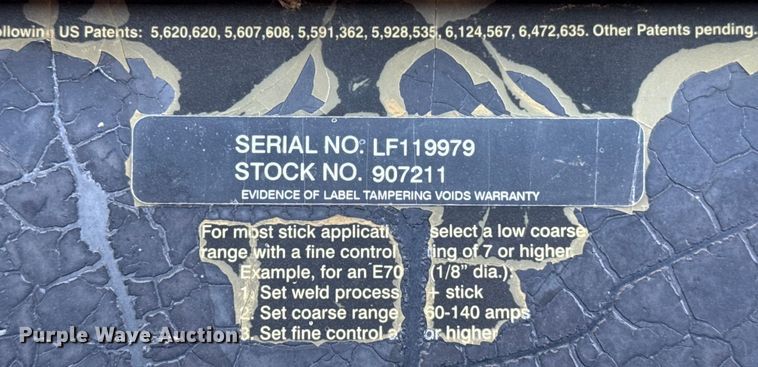 ollowin US Patents: 5,620,620, 5,607,608, 5,591,362, 5,928,535, 6,124,567, 6,472,635. Other Patents pending.
SERIAL NO: LF119979
STOCK NO. 907211
EVIDENCE OF LABEL TAMPERING VOIDS WARRANTY
For most stick applicati select a low coarse
range with a fine control ting of 7 or higher.
Example, for an E70 (1/8" dia.):
1. Set weld process + stick
2. Set coarse range 60-140 amps
3. Set fine control a or higher
Purple Wave Auction